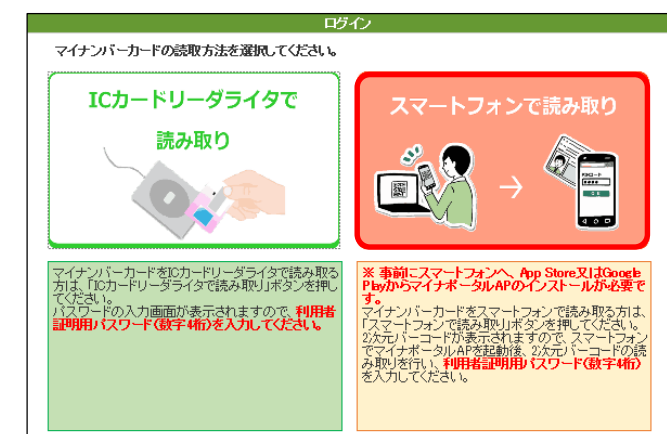 ログイン
マイナンバーカードの読取方法を選択してください。
ICカードリーダライタで
読み取り
スマートフォンで読み取り
マイナンバーカードをICカードリーダライタで読み取る
方は、「ICカードリーダライタで読み取り」ボタンを押し
てください。
パスワードの入力画面が表示されますので、利用者
証明用パスワード(数字4桁)を入力してください。
※ 事前にスマートフォンへ、App Store又はGoogle
PlayからマイナポータルAPのインストールが必要で
す。
マイナンバーカードをスマートフォンで読み取る方は、
「スマートフォンで読み取り」ボタンを押してください。
2次元バーコードが表示されますので、スマートフォン
でマイナポータルAPを起動後、2次元バーコードの読
み取りを行い、利用者証明用パスワード(数字4桁)
を入力してください。